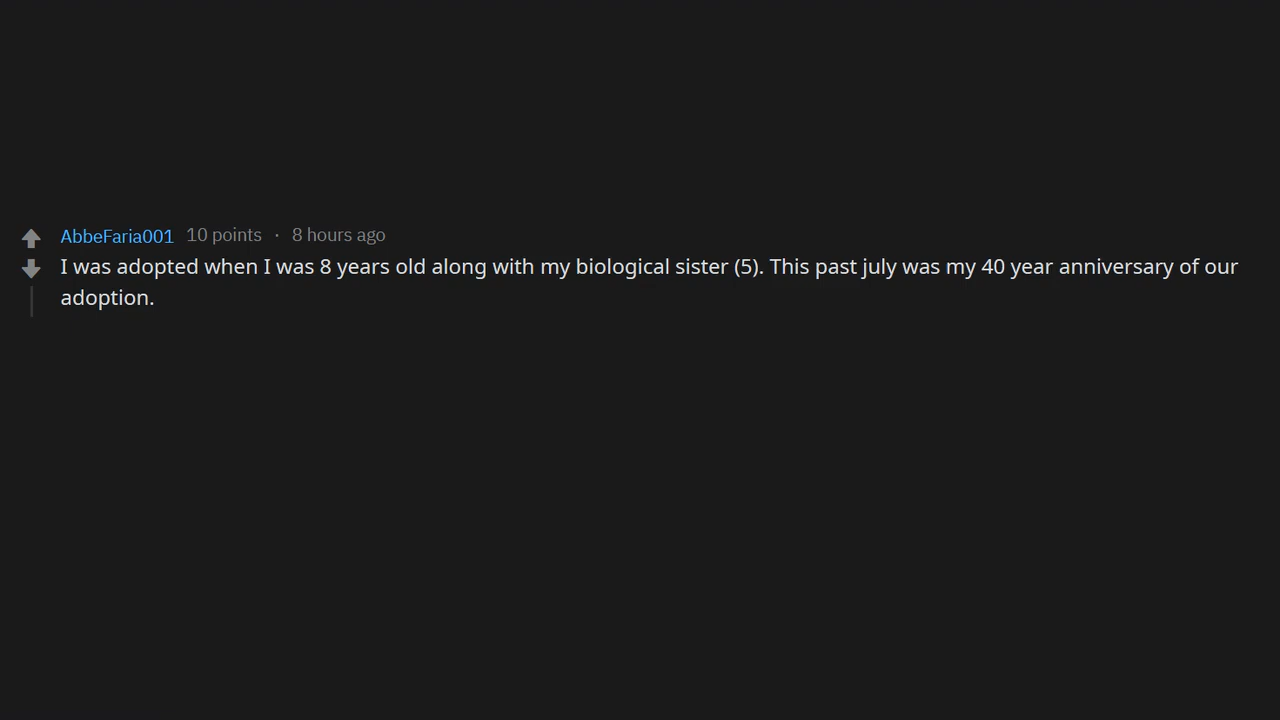 AbbeFaria001 10 points · 8 hours ago
I was adopted when I was 8 years old along with my biological sister (5). This past july was my 40 year anniversary of our
adoption.